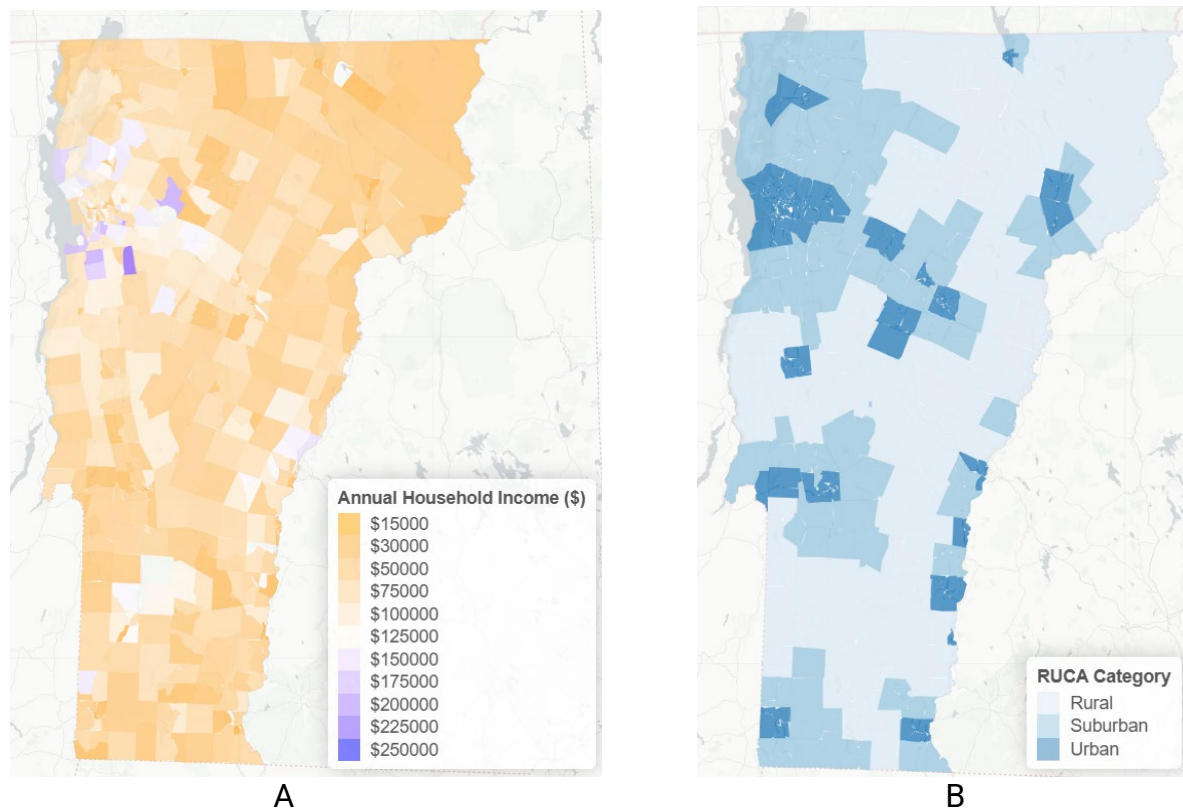 Annual Household Income ($)
$15000
$30000
$50000
$75000
$100000
$125000
$150000
$175000
$200000
$225000
$250000
RUCA Category
Rural
Suburban
Urban
A
B